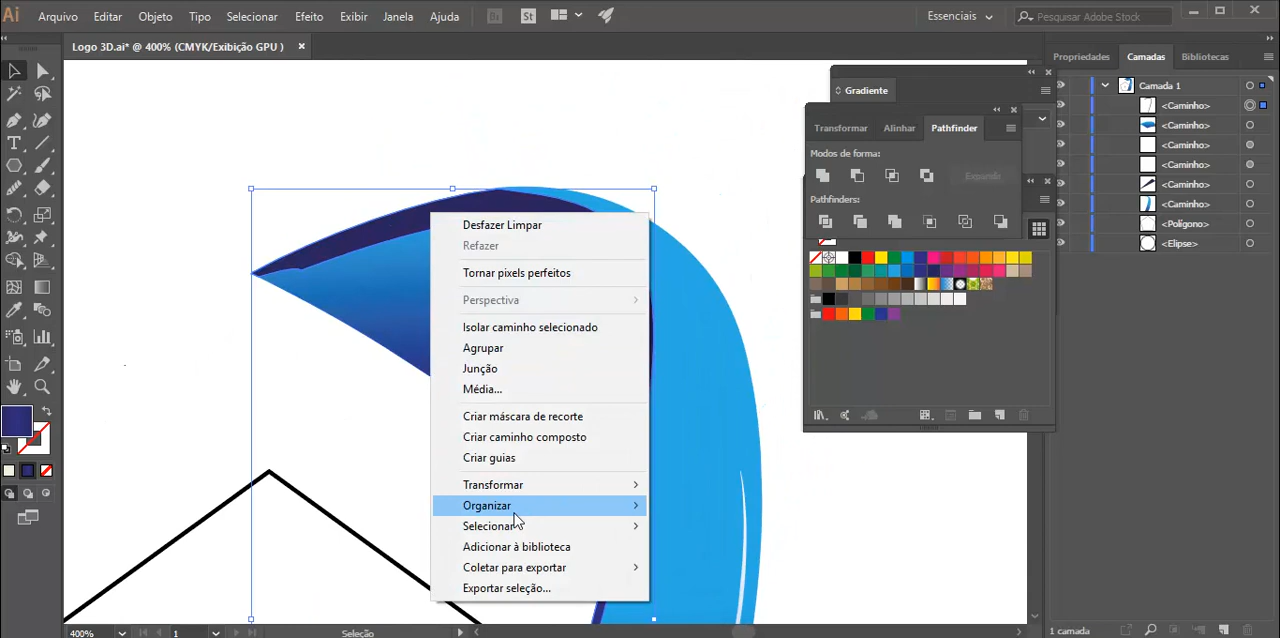 Ai Arquivo Editar Objeto Tipo Selecionar Efeito Exibir Janela Ajuda Br St Essenciais Pesquisar Adobe Stock
Logo 3D.ai* @ 400% (CMYK/Exibição GPU ) ×
Propriedades Camadas Bibliotecas
Camada 1
<Caminho>
<Caminho>
<Caminho>
<Caminho>
<Caminho>
<Caminho>
<Polígono>
<Elipse>
Gradiente
Transformar Alinhar Pathfinder
Modos de forma:
Expandir
Pathfinders:
Desfazer Limpar
Refazer
Tornar pixels perfeitos
Perspectiva
Isolar caminho selecionado
Agrupar
Junção
Média...
Criar máscara de recorte
Criar caminho composto
Criar guias
Transformar
Organizar
Selecionar
Adicionar à biblioteca
Coletar para exportar
Exportar seleção...
400% 1 Seleção
1 camada